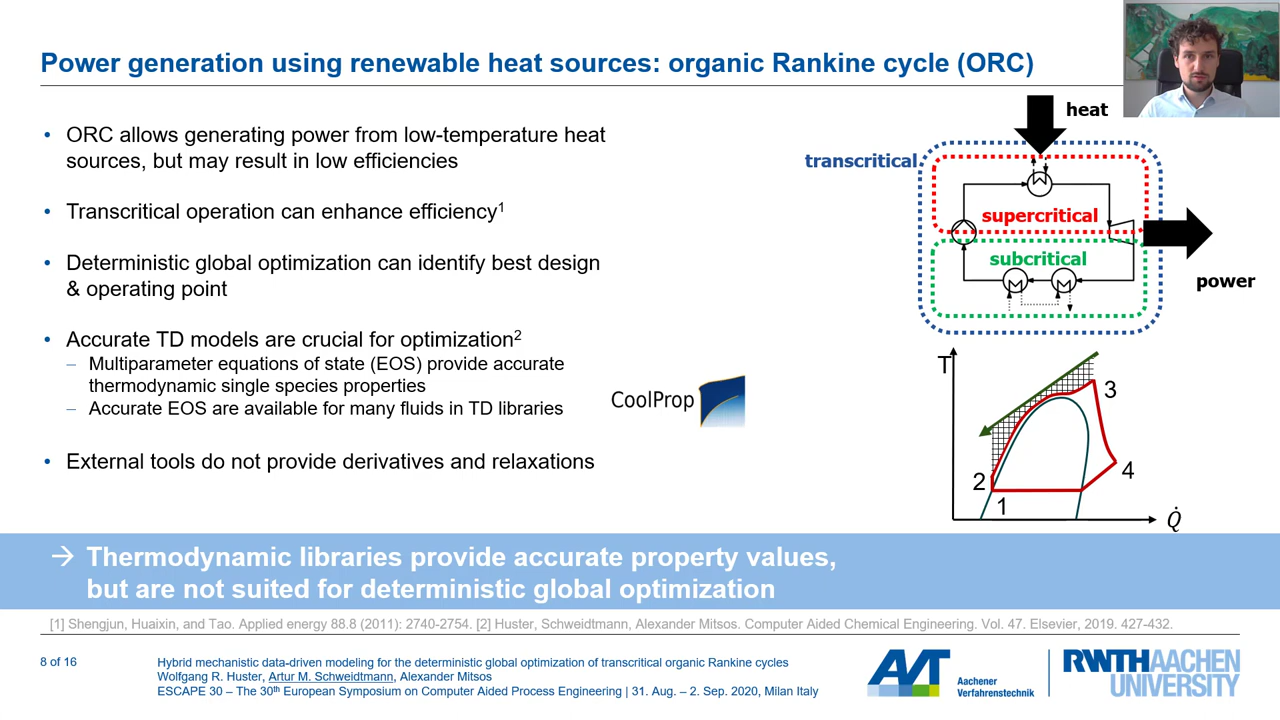 Power generation using renewable heat sources: organic Rankine cycle (ORC)
• ORC allows generating power from low-temperature heat
sources, but may result in low efficiencies
• Transcritical operation can enhance efficiency¹
• Deterministic global optimization can identify best design
& operating point
• Accurate TD models are crucial for optimization²
– Multiparameter equations of state (EOS) provide accurate
thermodynamic single species properties
– Accurate EOS are available for many fluids in TD libraries
• External tools do not provide derivatives and relaxations
CoolProp
heat
transcritical
supercritical
subcritical
power
T
3
4
2
1
Q̇
→ Thermodynamic libraries provide accurate property values,
but are not suited for deterministic global optimization
[1] Shengjun, Huaixin, and Tao. Applied energy 88.8 (2011): 2740-2754. [2] Huster, Schweidtmann, Alexander Mitsos. Computer Aided Chemical Engineering. Vol. 47. Elsevier, 2019. 427-432.
8 of 16
Hybrid mechanistic data-driven modeling for the deterministic global optimization of transcritical organic Rankine cycles
Wolfgang R. Huster, Artur M. Schweidtmann, Alexander Mitsos
ESCAPE 30 – The 30th European Symposium on Computer Aided Process Engineering | 31. Aug. – 2. Sep. 2020, Milan Italy
AVT
Aachener
Verfahrenstechnik
RWTH AACHEN
UNIVERSITY